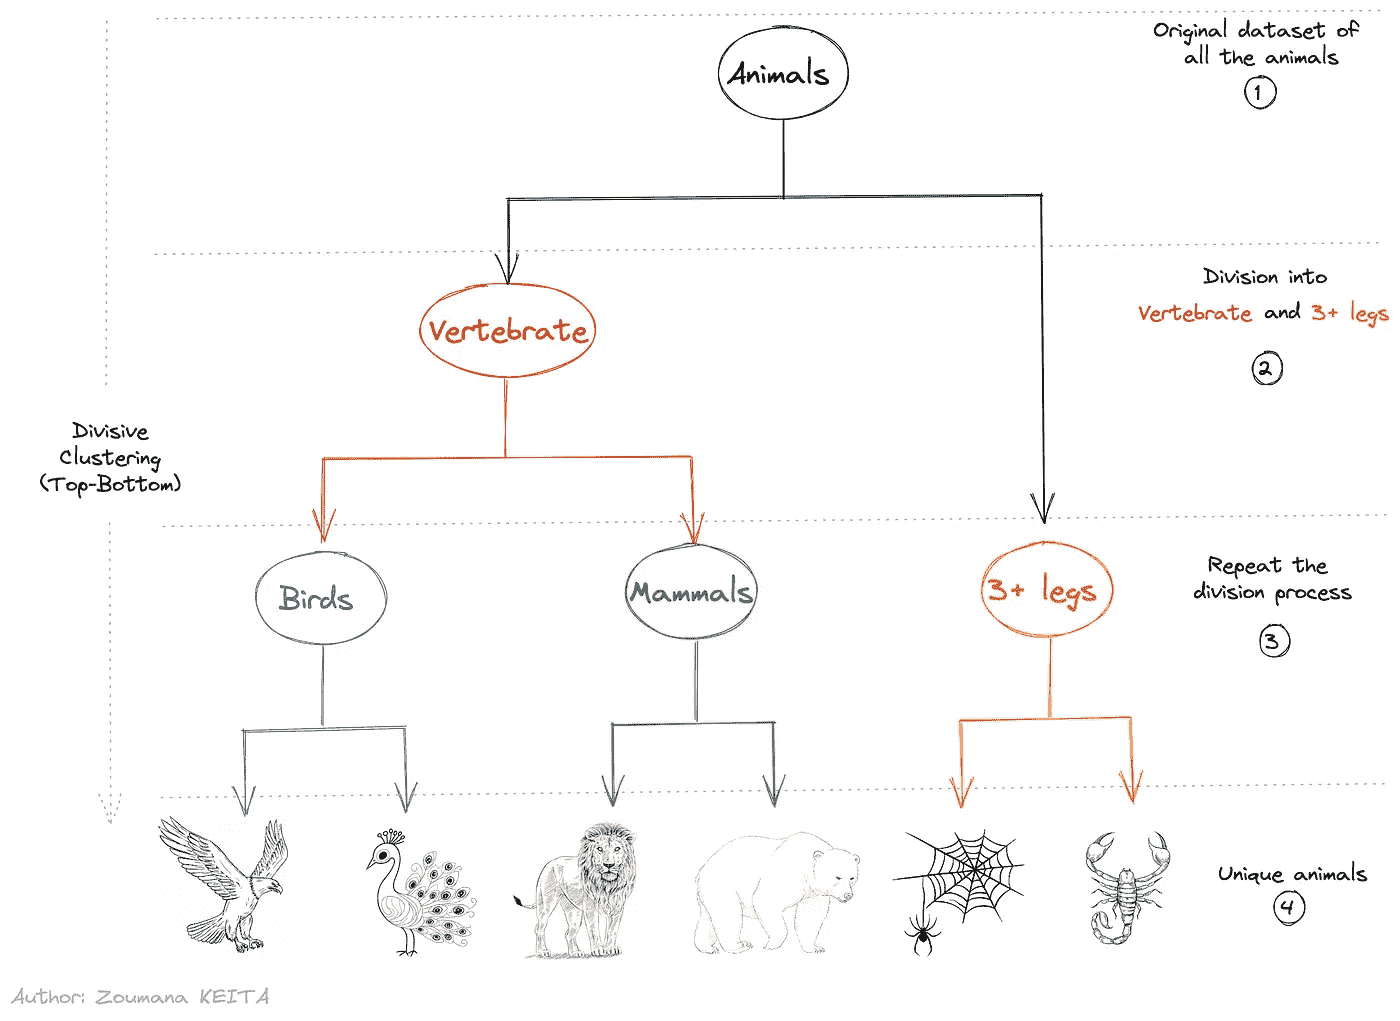 Animals
Original dataset of
all the animals
1
Vertebrate
Division into
Vertebrate and 3+ legs
2
Divisive
Clustering
(Top-Bottom)
Birds
Mammals
3+ legs
Repeat the
division process
3
Unique animals
4
Author: Zoumana KEITA